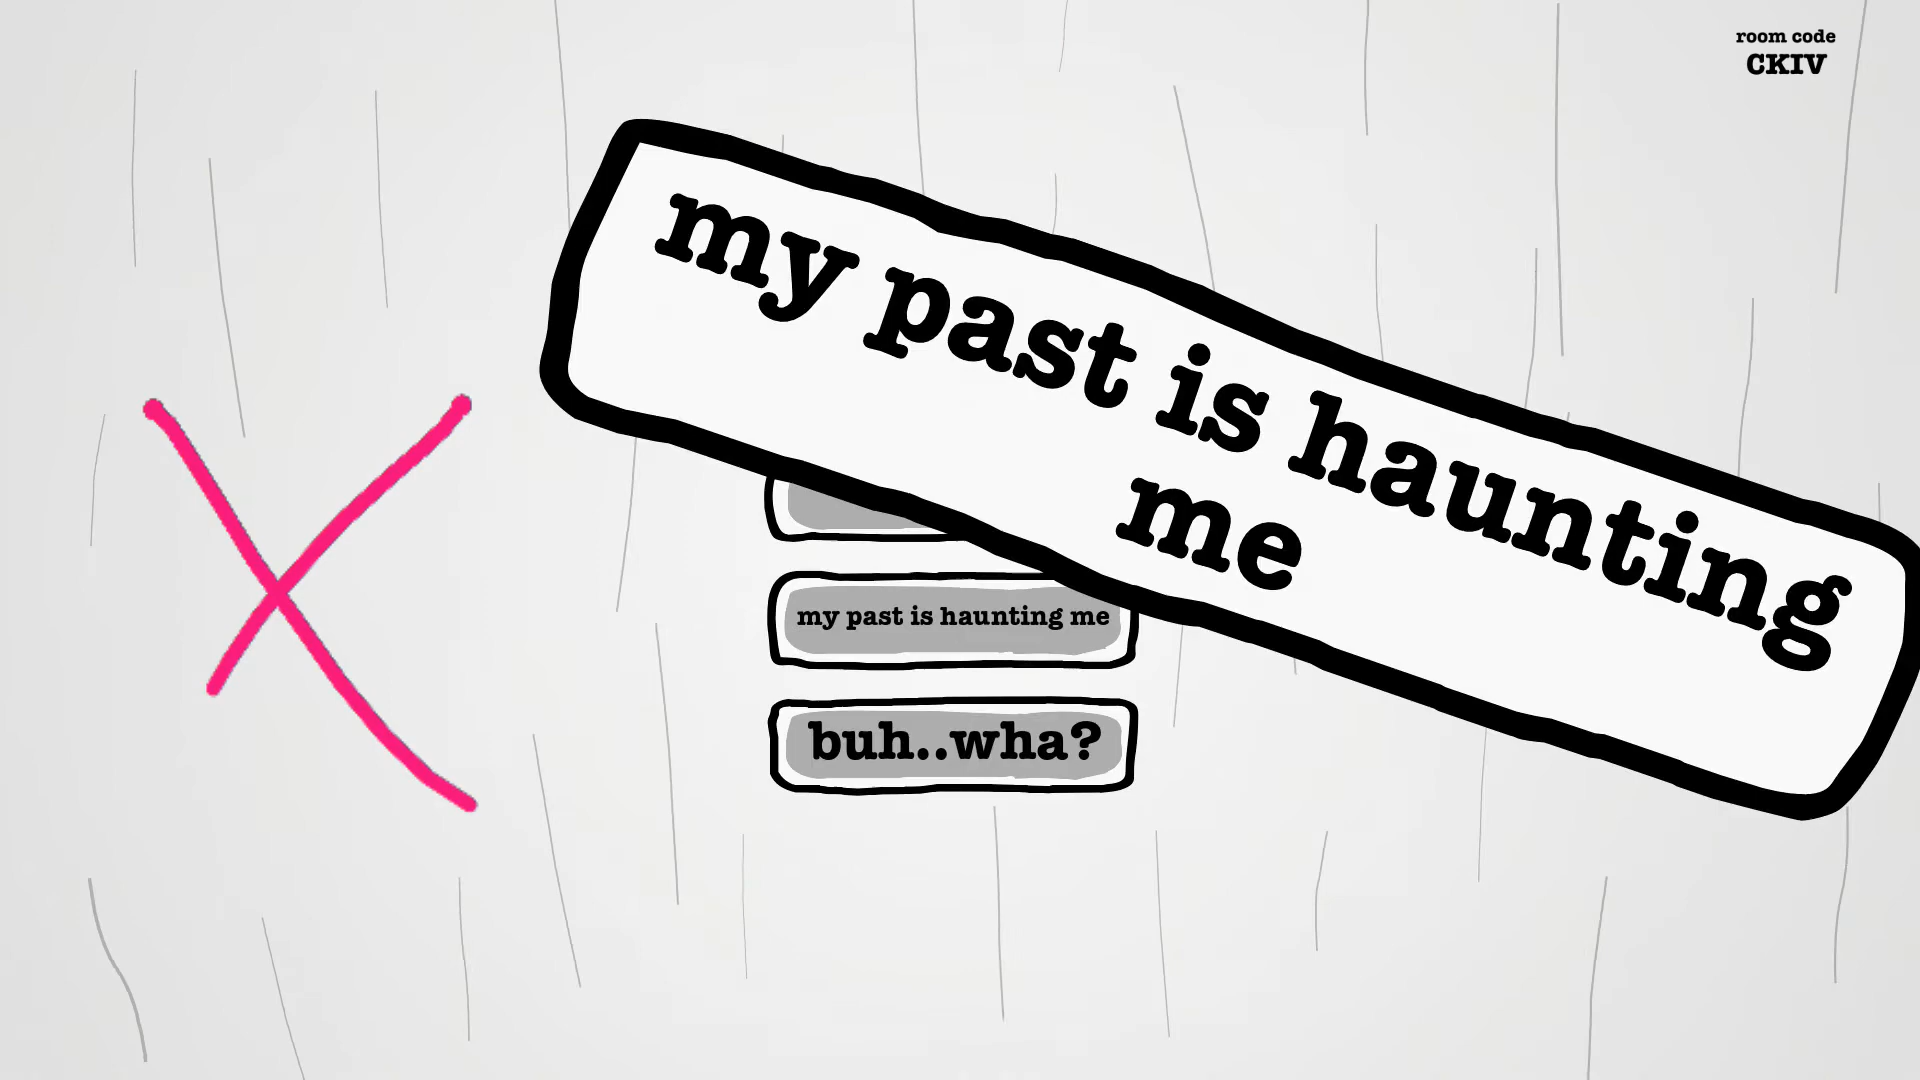 room code
CKIV
my past is haunting
me
my past is haunting me
buh..wha?